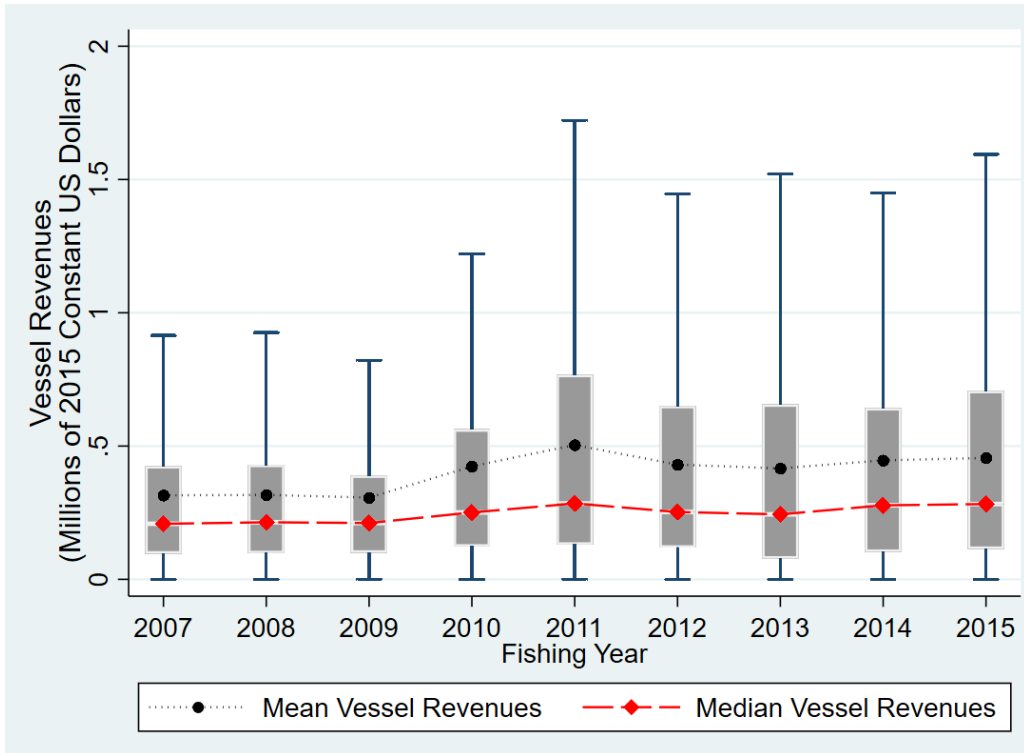 Vessel Revenues
(Millions of 2015 Constant US Dollars)
2
1.5
1
.5
0
2007 2008 2009 2010 2011 2012 2013 2014 2015
Fishing Year
Mean Vessel Revenues Median Vessel Revenues